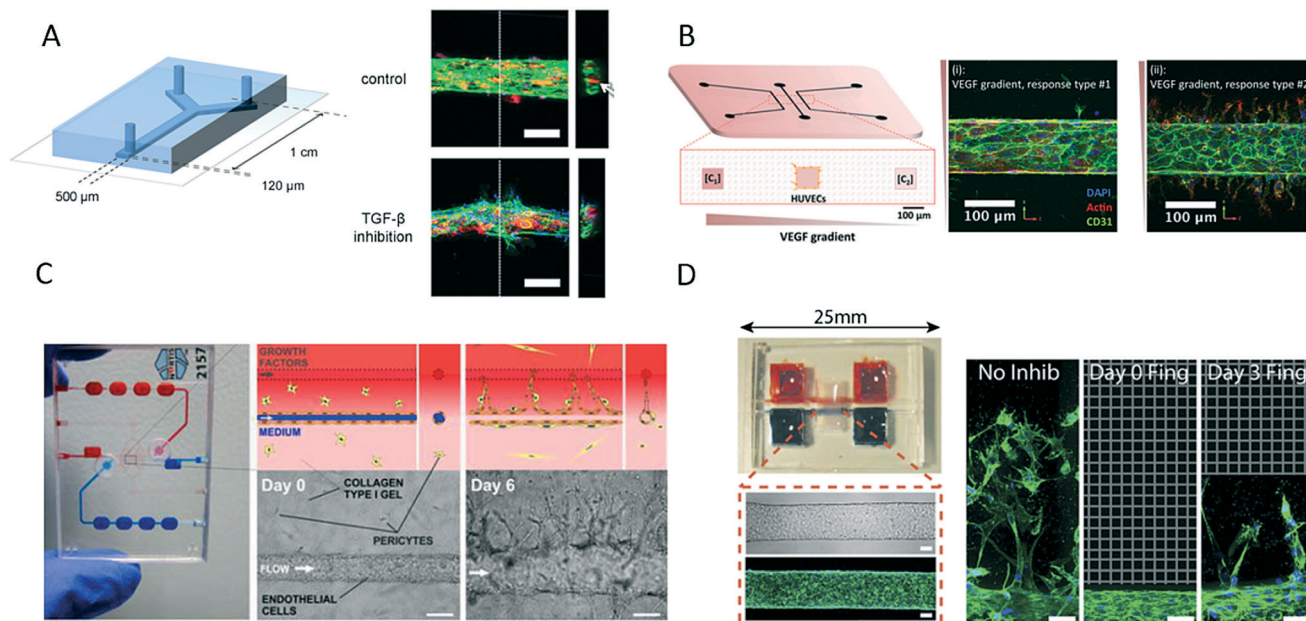 A
control
TGF-β
inhibition
1 cm
120 µm
500 µm
B
[C₁]
HUVECs
[C₂]
100 µm
VEGF gradient
(i):
VEGF gradient, response type #1
100 µm
DAPI
Actin
CD31
(ii):
VEGF gradient, response type #2
100 µm
C
NORTIS
2157
GROWTH
FACTORS
MEDIUM
Day 0
COLLAGEN
TYPE I GEL
PERICYTES
FLOW
ENDOTHELIAL
CELLS
Day 6
D
25mm
No Inhib
Day 0 Fing
Day 3 Fing